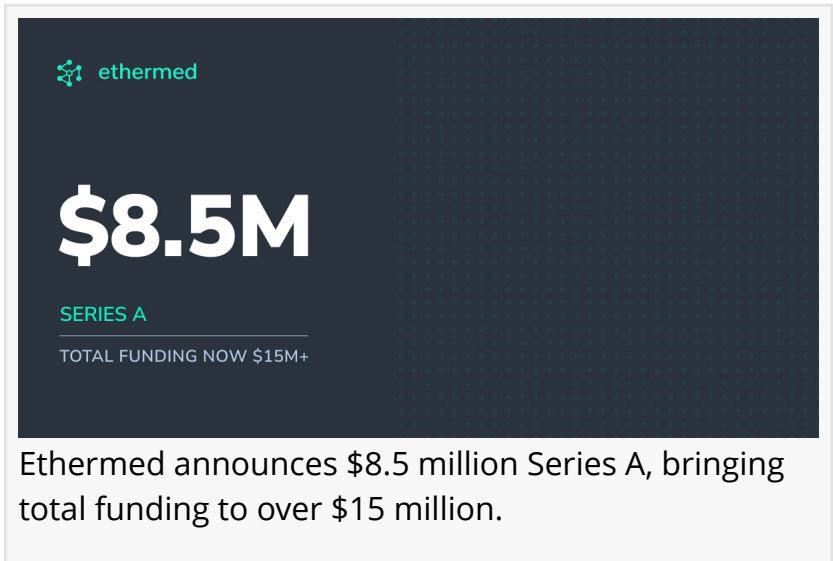 ethermed
$8.5M
SERIES A
TOTAL FUNDING NOW $15M+
Ethermed announces $8.5 million Series A, bringing
total funding to over $15 million.